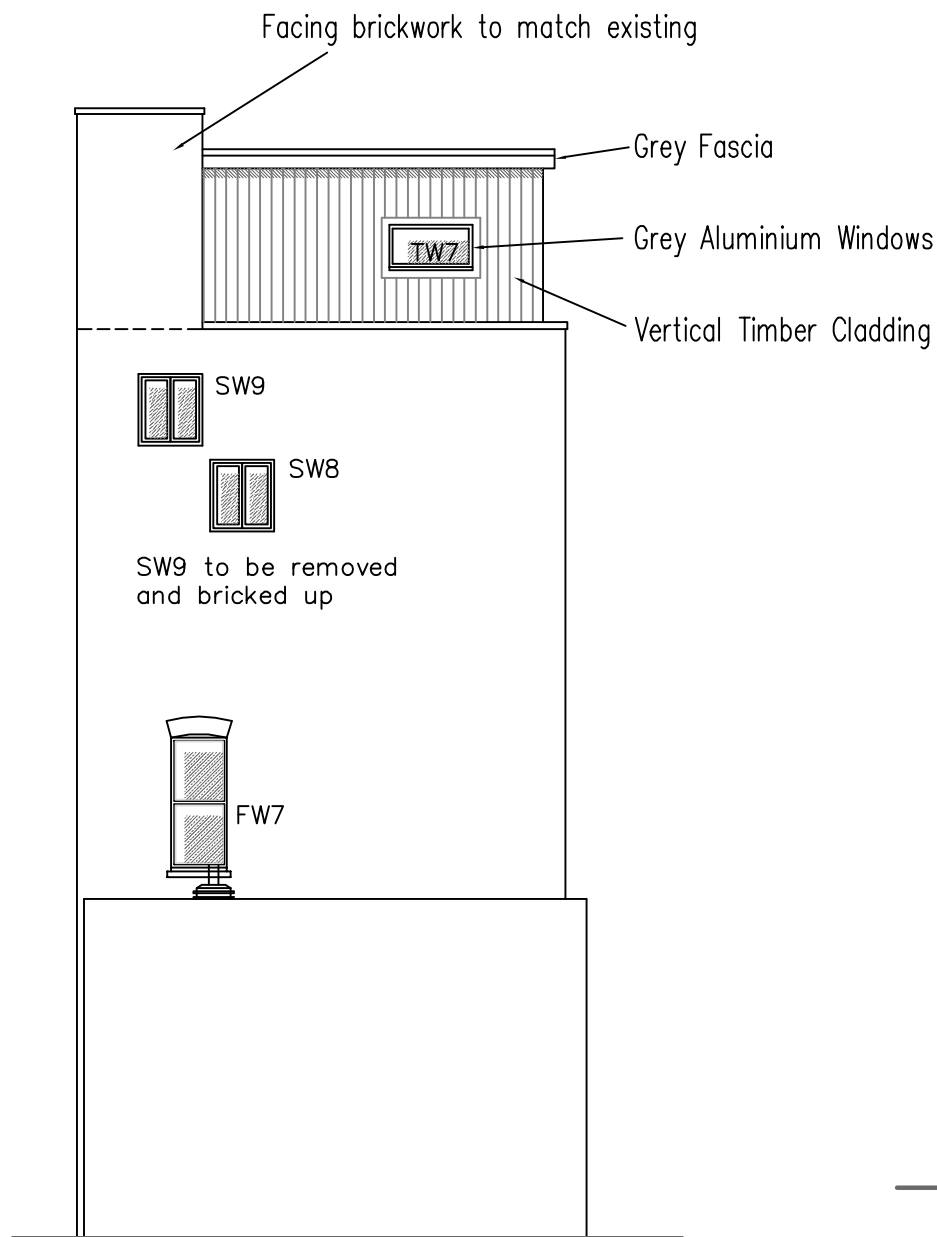 Facing brickwork to match existing
Grey Fascia
Grey Aluminium Windows
TW7
Vertical Timber Cladding
SW9
SW8
SW9 to be removed
and bricked up
FW7